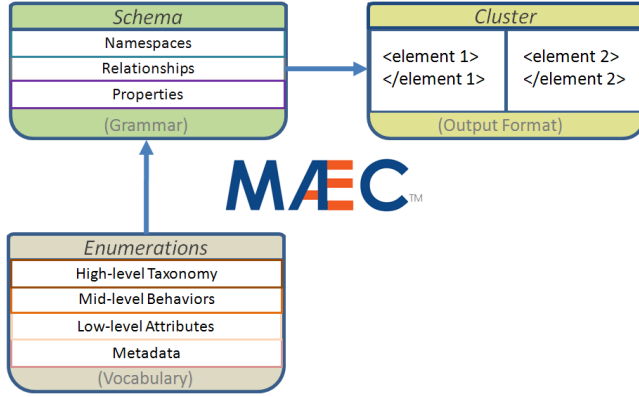 Schema
Namespaces
Relationships
Properties
(Grammar)
Cluster
<element 1>
</element 1>
<element 2>
</element 2>
(Output Format)
MAEC™
Enumerations
High-level Taxonomy
Mid-level Behaviors
Low-level Attributes
Metadata
(Vocabulary)